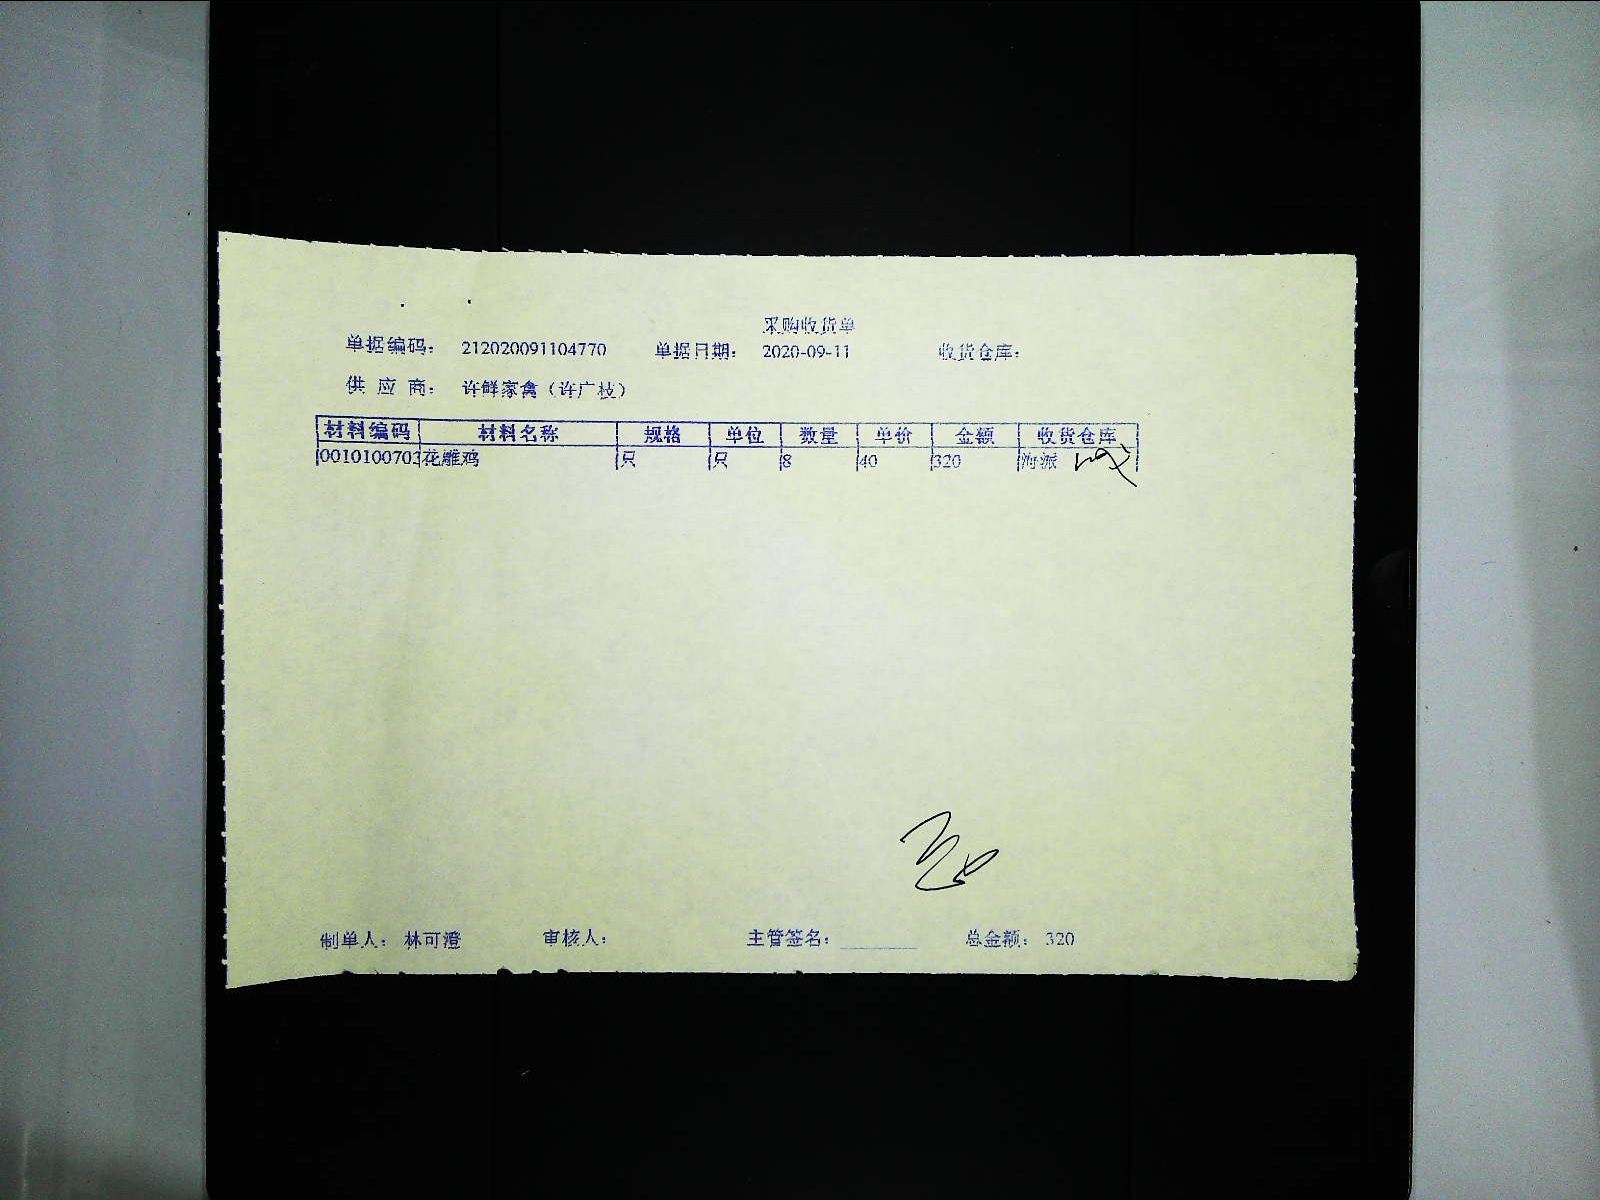 采购收货单
单据编码： 212020091104770 单据日期： 2020-09-11 收货仓库：
供 应 商： 许鲜家禽（许广枝）
材料编码 材料名称 规格 单位 数量 单价 金额 收货仓库
001010070 花雕鸡 只 只 8 40 320 海派
制单人： 林可澄 审核人： 主管签名： 总金额： 320